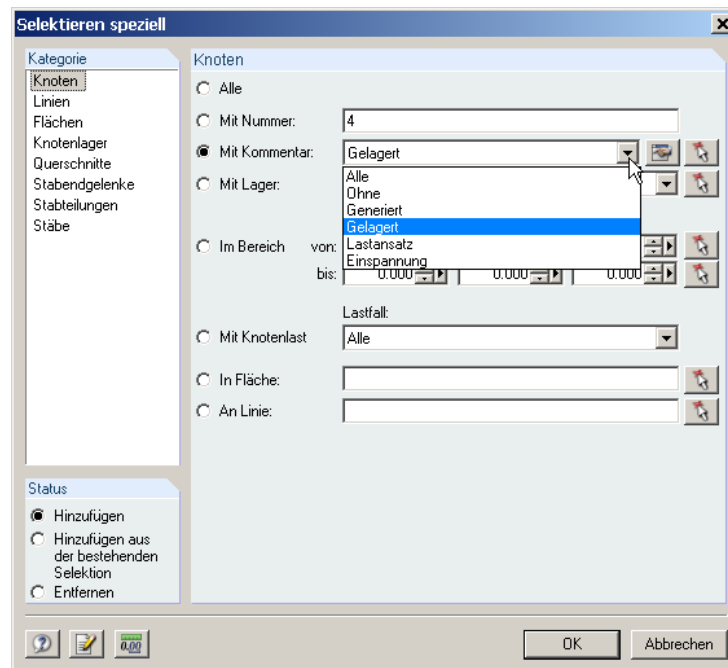 Selektieren speziell
Kategorie
Knoten
Linien
Flächen
Knotenlager
Querschnitte
Stabendgelenke
Stabteilungen
Stäbe
Status
Hinzufügen
Hinzufügen aus
der bestehenden
Selektion
Entfernen
Knoten
Alle
Mit Nummer: 4
Mit Kommentar: Gelagert
Alle
Ohne
Generiert
Gelagert
Lastansatz
Einspannung
Mit Lager:
Im Bereich von:
bis: 0.000 0.000 0.000
Lastfall:
Mit Knotenlast Alle
In Fläche:
An Linie:
0.00
OK Abbrechen